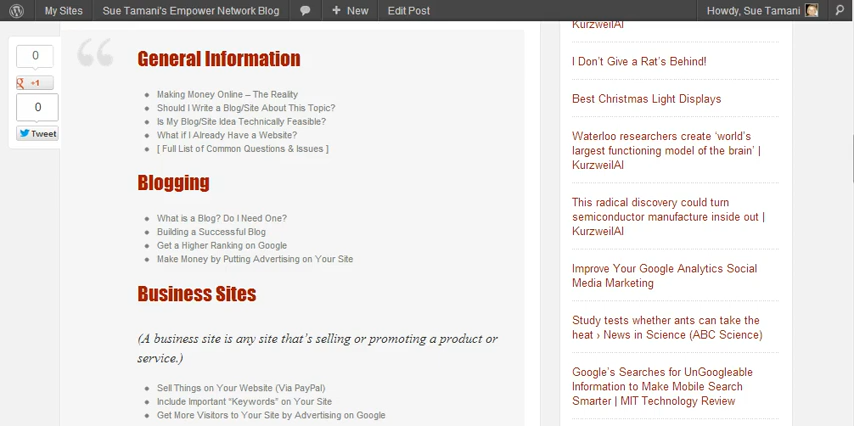 My Sites
Sue Tamani's Empower Network Blog
New
Edit Post
Howdy, Sue Tamani
0
+1
0
Tweet
General Information
Making Money Online – The Reality
Should I Write a Blog/Site About This Topic?
Is My Blog/Site Idea Technically Feasible?
What if I Already Have a Website?
[ Full List of Common Questions & Issues ]
Blogging
What is a Blog? Do I Need One?
Building a Successful Blog
Get a Higher Ranking on Google
Make Money by Putting Advertising on Your Site
Business Sites
(A business site is any site that's selling or promoting a product or
service.)
Sell Things on Your Website (Via PayPal)
Include Important “Keywords” on Your Site
Get More Visitors to Your Site by Advertising on Google
KurzweilAI
I Don’t Give a Rat’s Behind!
Best Christmas Light Displays
Waterloo researchers create ‘world’s
largest functioning model of the brain’ |
KurzweilAI
This radical discovery could turn
semiconductor manufacture inside out |
KurzweilAI
Improve Your Google Analytics Social
Media Marketing
Study tests whether ants can take the
heat › News in Science (ABC Science)
Google’s Searches for UnGoogleable
Information to Make Mobile Search
Smarter | MIT Technology Review